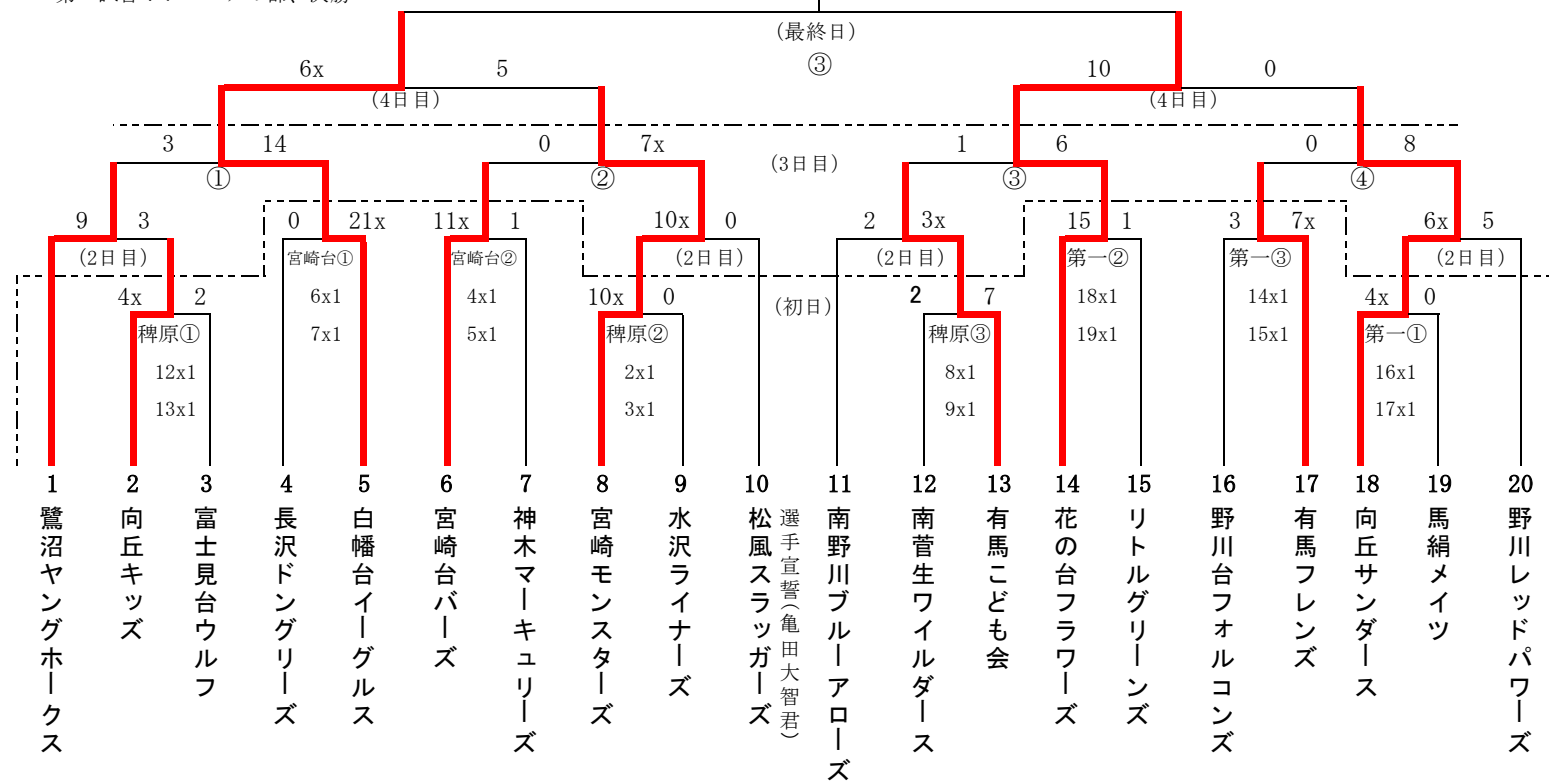 (最終日)
③
6x 5 10 0
(4日目) (4日目)
3 14 0 7x 1 6 0 8
(3日目)
① ② ③ ④
9 3 0 21x 11x 1 10x 0 2 3x 15 1 3 7x 6x 5
(2日目) 宮崎台① 宮崎台② (2日目) (2日目) 第一② 第一③ (2日目)
4x 2 6x1 4x1 10x 0 (初日) 2 7 18x1 14x1 4x 0
稗原① 7x1 5x1 稗原② 稗原③ 19x1 15x1 第一①
12x1 2x1 8x1 16x1
13x1 3x1 9x1 17x1
1 2 3 4 5 6 7 8 9 10 11 12 13 14 15 16 17 18 19 20
鷺沼ヤングホークス
向丘キッズ
富士見台ウルフ
長沢ドングリーズ
白幡台イーグルス
宮崎台バーズ
神木マーキュリーズ
宮崎モンスターズ
水沢ライナーズ
松風スラッガーズ
選手宣誓(亀田大智君)
南野川ブルーアローズ
南菅生ワイルダース
有馬こども会
花の台フラワーズ
リトルグリーンズ
野川台フォルコンズ
有馬フレンズ
向丘サンダース
馬絹メイツ
野川レッドパワーズ